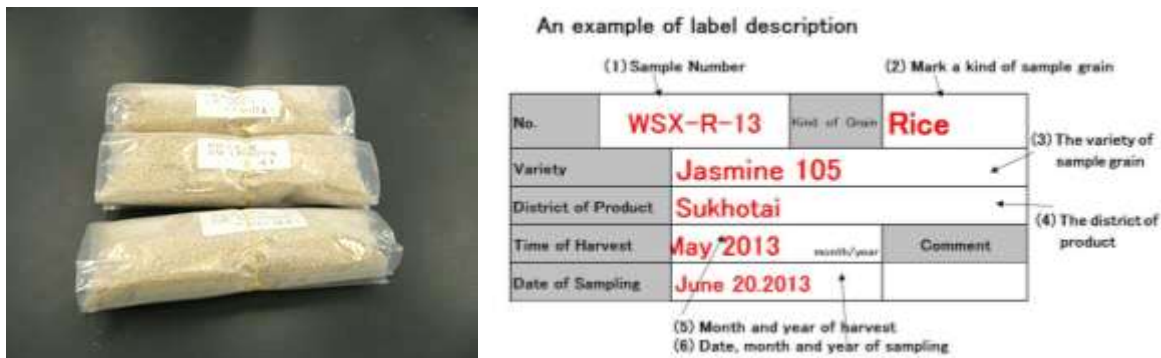 An example of label description
(1) Sample Number
(2) Mark a kind of sample grain
No.
WSX-R-13
Kind of Grain
Rice
(3) The variety of
sample grain
Variety
Jasmine 105
District of Product
Sukhotai
(4) The district of
product
Time of Harvest
May 2013
month/year
Comment
Date of Sampling
June 20.2013
(5) Month and year of harvest
(6) Date, month and year of sampling